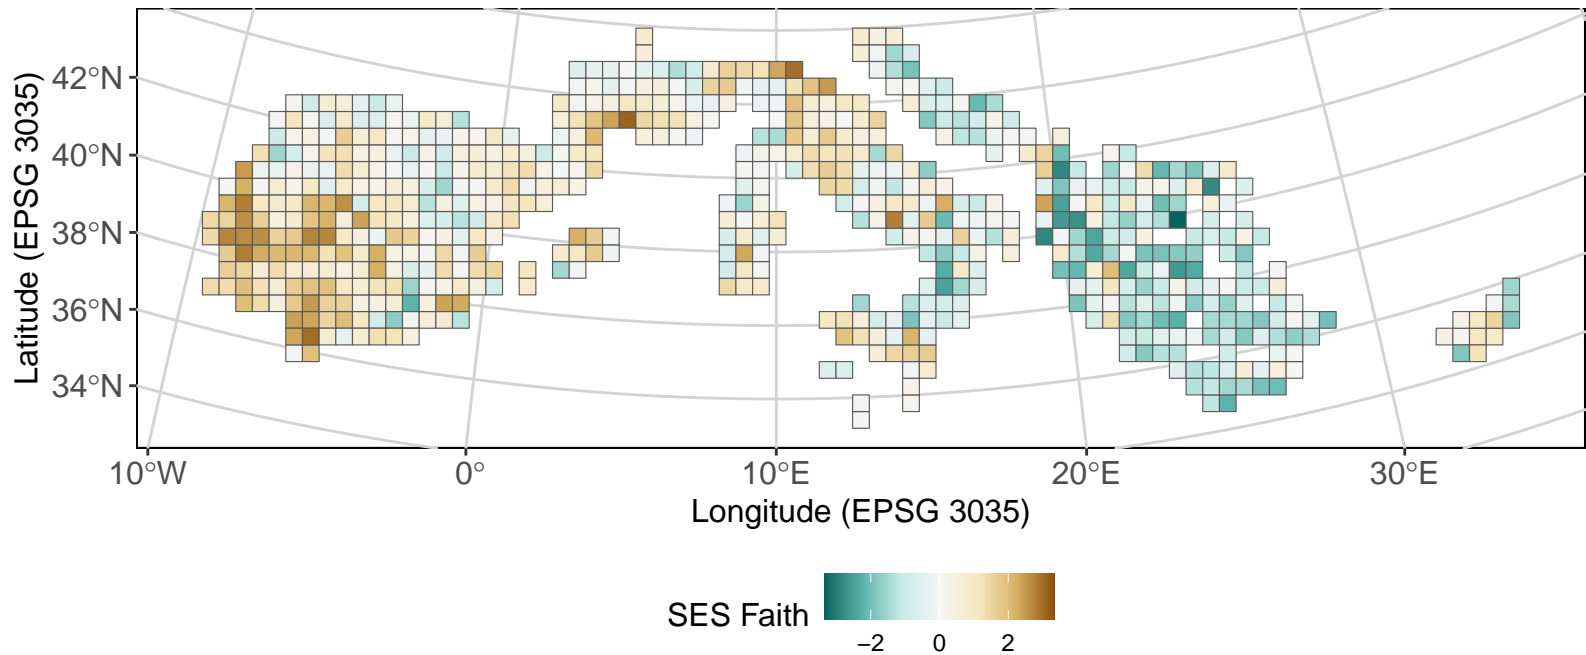 42°N
40°N
38°N
36°N
34°N
Latitude (EPSG 3035)
10°W 0° 10°E 20°E 30°E
Longitude (EPSG 3035)
SES Faith
−2 0 2